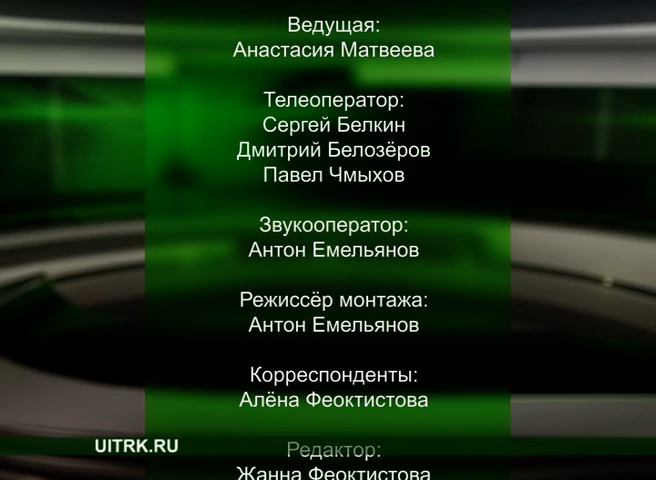 Ведущая:
Анастасия Матвеева
Телеоператор:
Сергей Белкин
Дмитрий Белозёров
Павел Чмыхов
Звукооператор:
Антон Емельянов
Режиссёр монтажа:
Антон Емельянов
Корреспонденты:
Алёна Феоктистова
UITRK.RU
Редактор:
Жанна Феоктистова